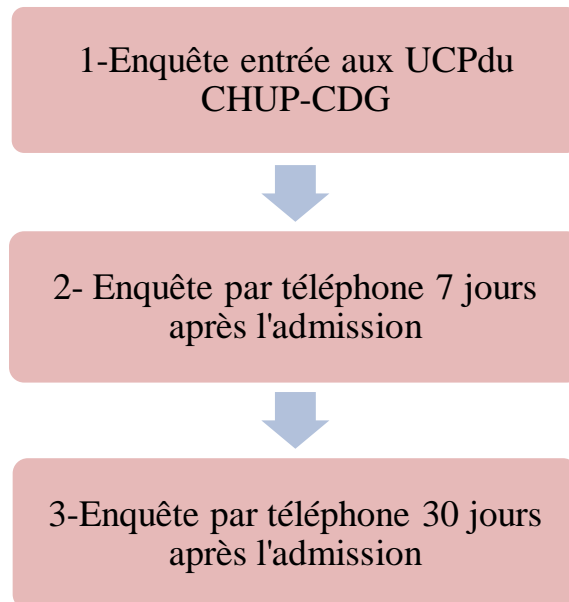 1-Enquête entrée aux UCPdu
CHUP-CDG
2- Enquête par téléphone 7 jours
après l'admission
3-Enquête par téléphone 30 jours
après l'admission